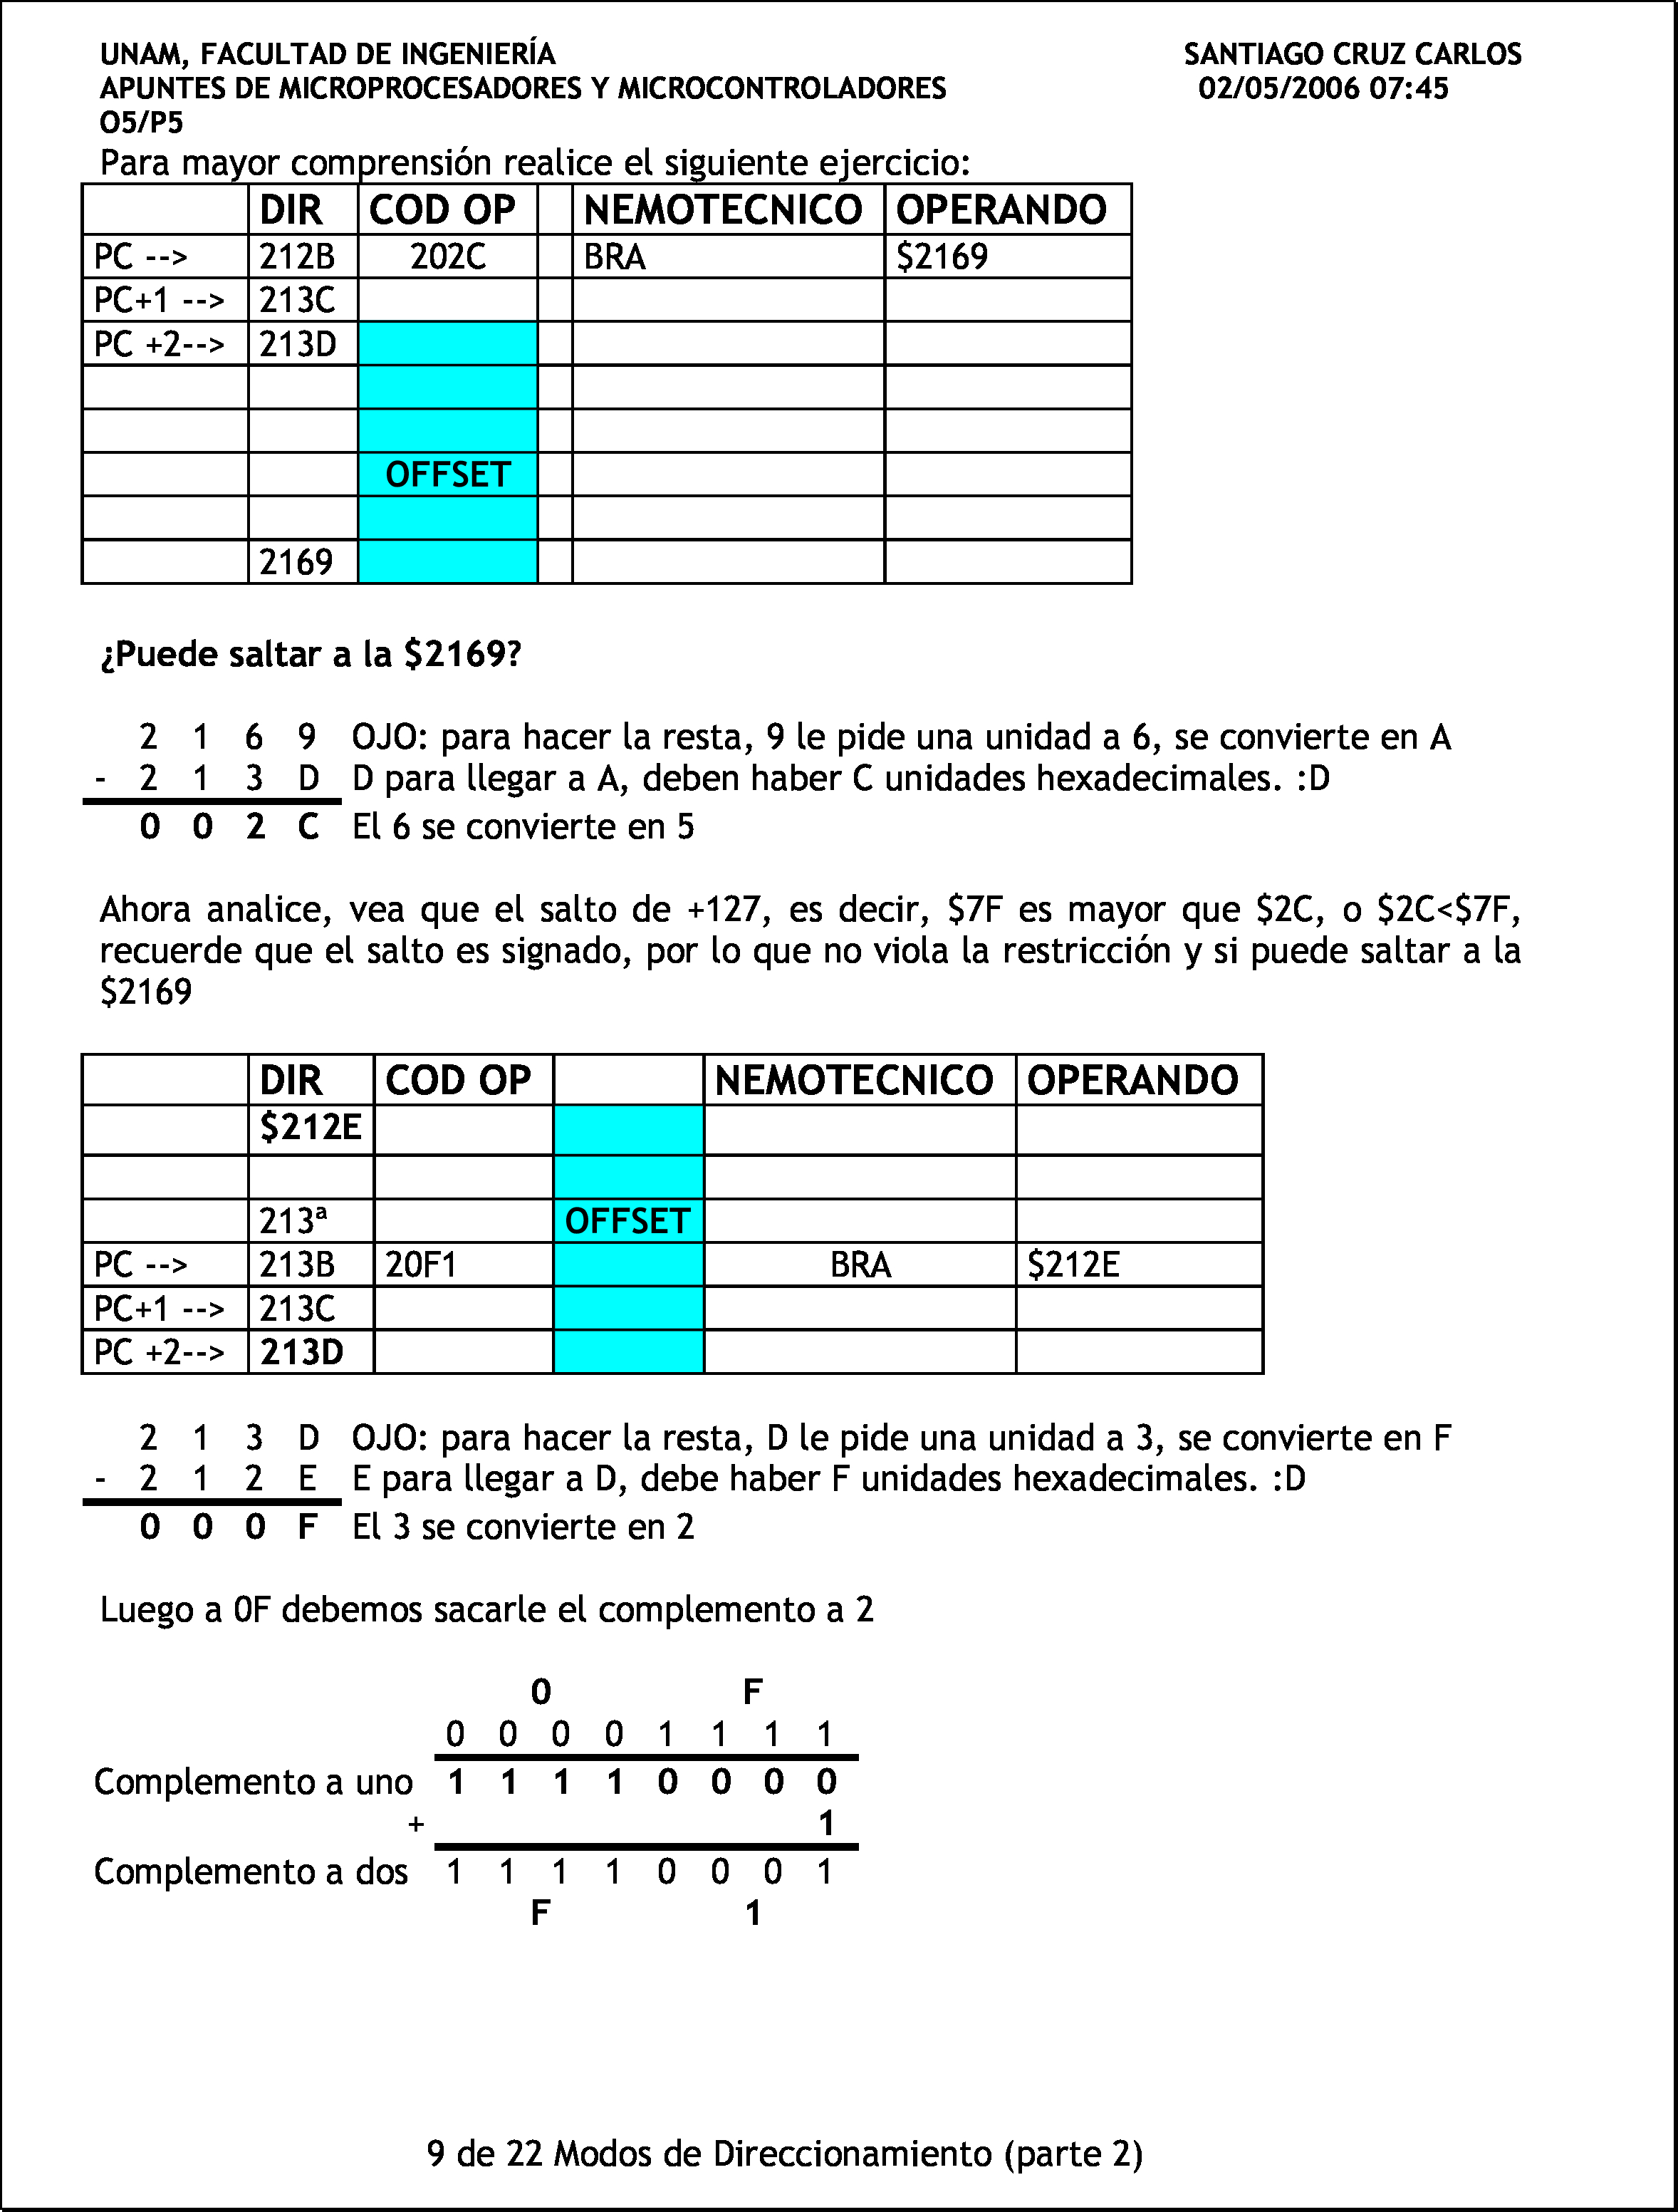 UNAM, FACULTAD DE INGENIERÍA SANTIAGO CRUZ CARLOS
APUNTES DE MICROPROCESADORES Y MICROCONTROLADORES 02/05/2006 07:45
O5/P5
Para mayor comprensión realice el siguiente ejercicio:
DIR COD OP NEMOTECNICO OPERANDO
PC --> 212B 202C BRA $2169
PC+1 --> 213C
PC +2--> 213D
OFFSET
2169
¿Puede saltar a la $2169?
2 1 6 9 OJO: para hacer la resta, 9 le pide una unidad a 6, se convierte en A
- 2 1 3 D D para llegar a A, deben haber C unidades hexadecimales. :D
0 0 2 C El 6 se convierte en 5
Ahora analice, vea que el salto de +127, es decir, $7F es mayor que $2C, o $2C<$7F,
recuerde que el salto es signado, por lo que no viola la restricción y si puede saltar a la
$2169
DIR COD OP NEMOTECNICO OPERANDO
$212E
213ª OFFSET
PC --> 213B 20F1 BRA $212E
PC+1 --> 213C
PC +2--> 213D
2 1 3 D OJO: para hacer la resta, D le pide una unidad a 3, se convierte en F
- 2 1 2 E E para llegar a D, debe haber F unidades hexadecimales. :D
0 0 0 F El 3 se convierte en 2
Luego a 0F debemos sacarle el complemento a 2
0 F
0 0 0 0 1 1 1 1
Complemento a uno 1 1 1 1 0 0 0 0
+ 1
Complemento a dos 1 1 1 1 0 0 0 1
F 1
9 de 22 Modos de Direccionamiento (parte 2)